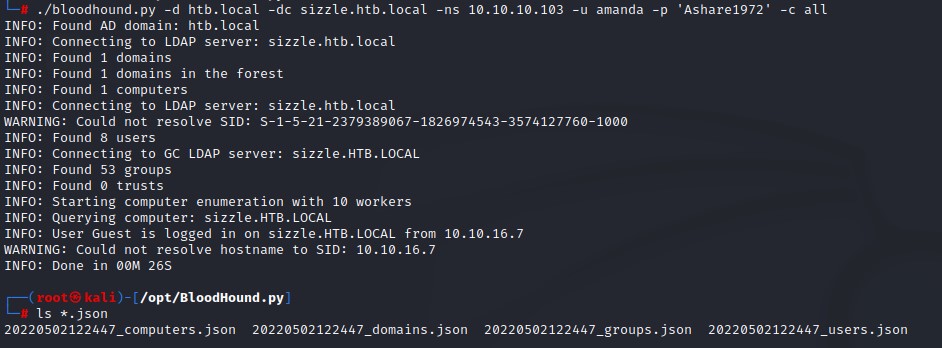 └─# ./bloodhound.py -d htb.local -dc sizzle.htb.local -ns 10.10.10.103 -u amanda -p 'Ashare1972' -c all
INFO: Found AD domain: htb.local
INFO: Connecting to LDAP server: sizzle.htb.local
INFO: Found 1 domains
INFO: Found 1 domains in the forest
INFO: Found 1 computers
INFO: Connecting to LDAP server: sizzle.htb.local
WARNING: Could not resolve SID: S-1-5-21-2379389067-1826974543-3574127760-1000
INFO: Found 8 users
INFO: Connecting to GC LDAP server: sizzle.HTB.LOCAL
INFO: Found 53 groups
INFO: Found 0 trusts
INFO: Starting computer enumeration with 10 workers
INFO: Querying computer: sizzle.HTB.LOCAL
INFO: User Guest is logged in on sizzle.HTB.LOCAL from 10.10.16.7
WARNING: Could not resolve hostname to SID: 10.10.16.7
INFO: Done in 00M 26S
┌──(root㉿kali)-[/opt/BloodHound.py]
└─# ls *.json
20220502122447_computers.json  20220502122447_domains.json  20220502122447_groups.json  20220502122447_users.json